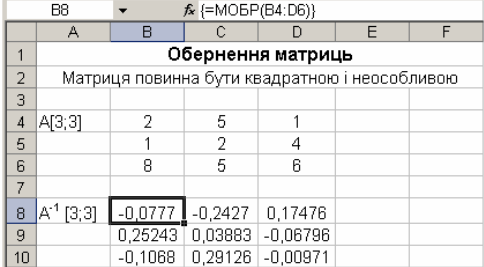 B8 fx {=МОБР(B4:D6)}
A B C D E F
1 Обернення матриць
2 Матриця повинна бути квадратною і неособливою
3
4 A[3;3] 2 5 1
5 1 2 4
6 8 5 6
7
8 A-1 [3;3] -0,0777 -0,2427 0,17476
9 0,25243 0,03883 -0,06796
10 -0,1068 0,29126 -0,00971